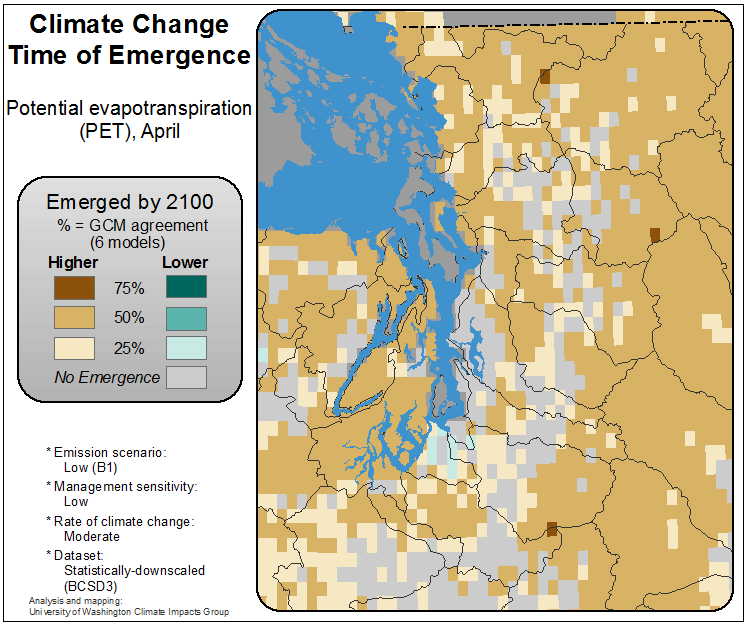 Climate Change
Time of Emergence
Potential evapotranspiration
(PET), April
Emerged by 2100
% = GCM agreement
(6 models)
Higher Lower
75%
50%
25%
No Emergence
* Emission scenario:
Low (B1)
* Management sensitivity:
Low
* Rate of climate change:
Moderate
* Dataset:
Statistically-downscaled
(BCSD3)
Analysis and mapping:
University of Washington Climate Impacts Group